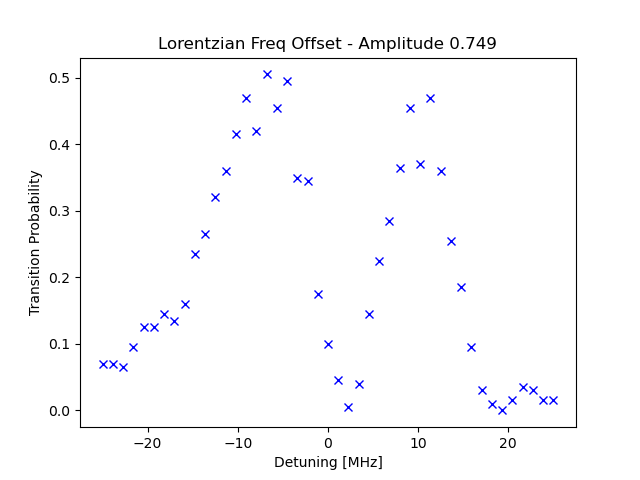 Lorentzian Freq Offset - Amplitude 0.749
Transition Probability
0.5
0.4
0.3
0.2
0.1
0.0
−20 −10 0 10 20
Detuning [MHz]